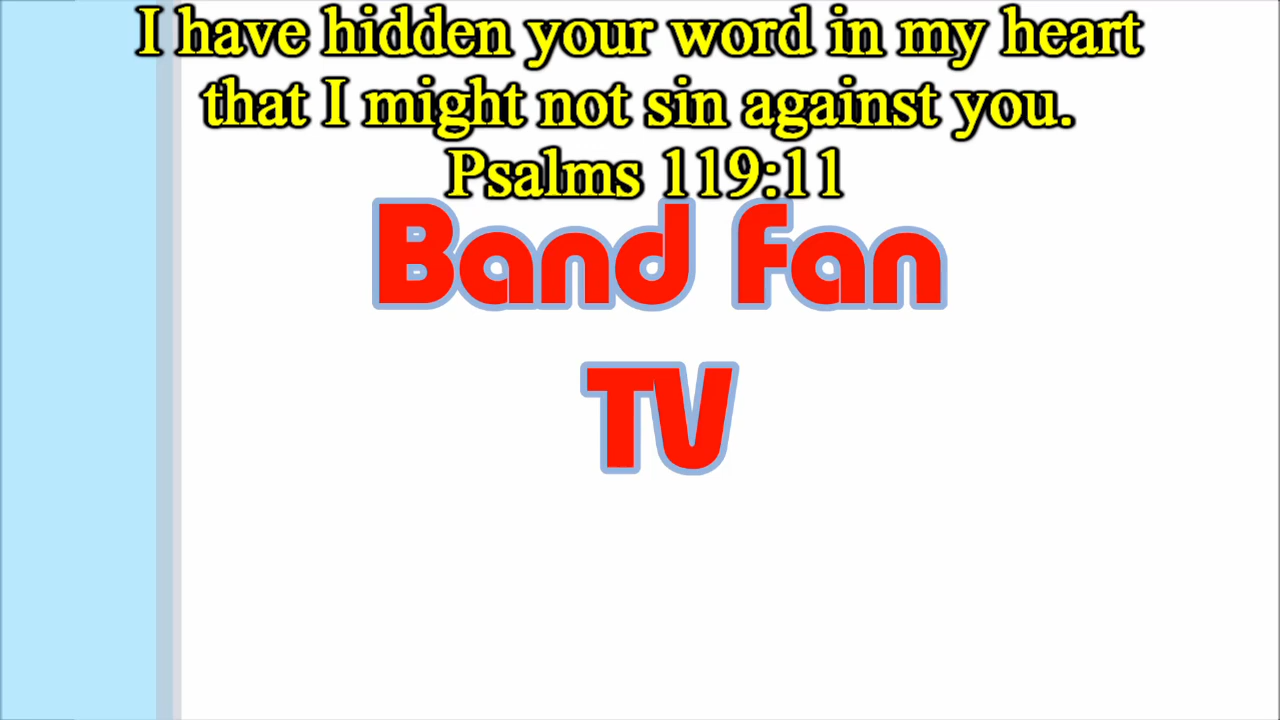 I have hidden your word in my heart
that I might not sin against you.
Psalms 119:11
Band Fan
TV